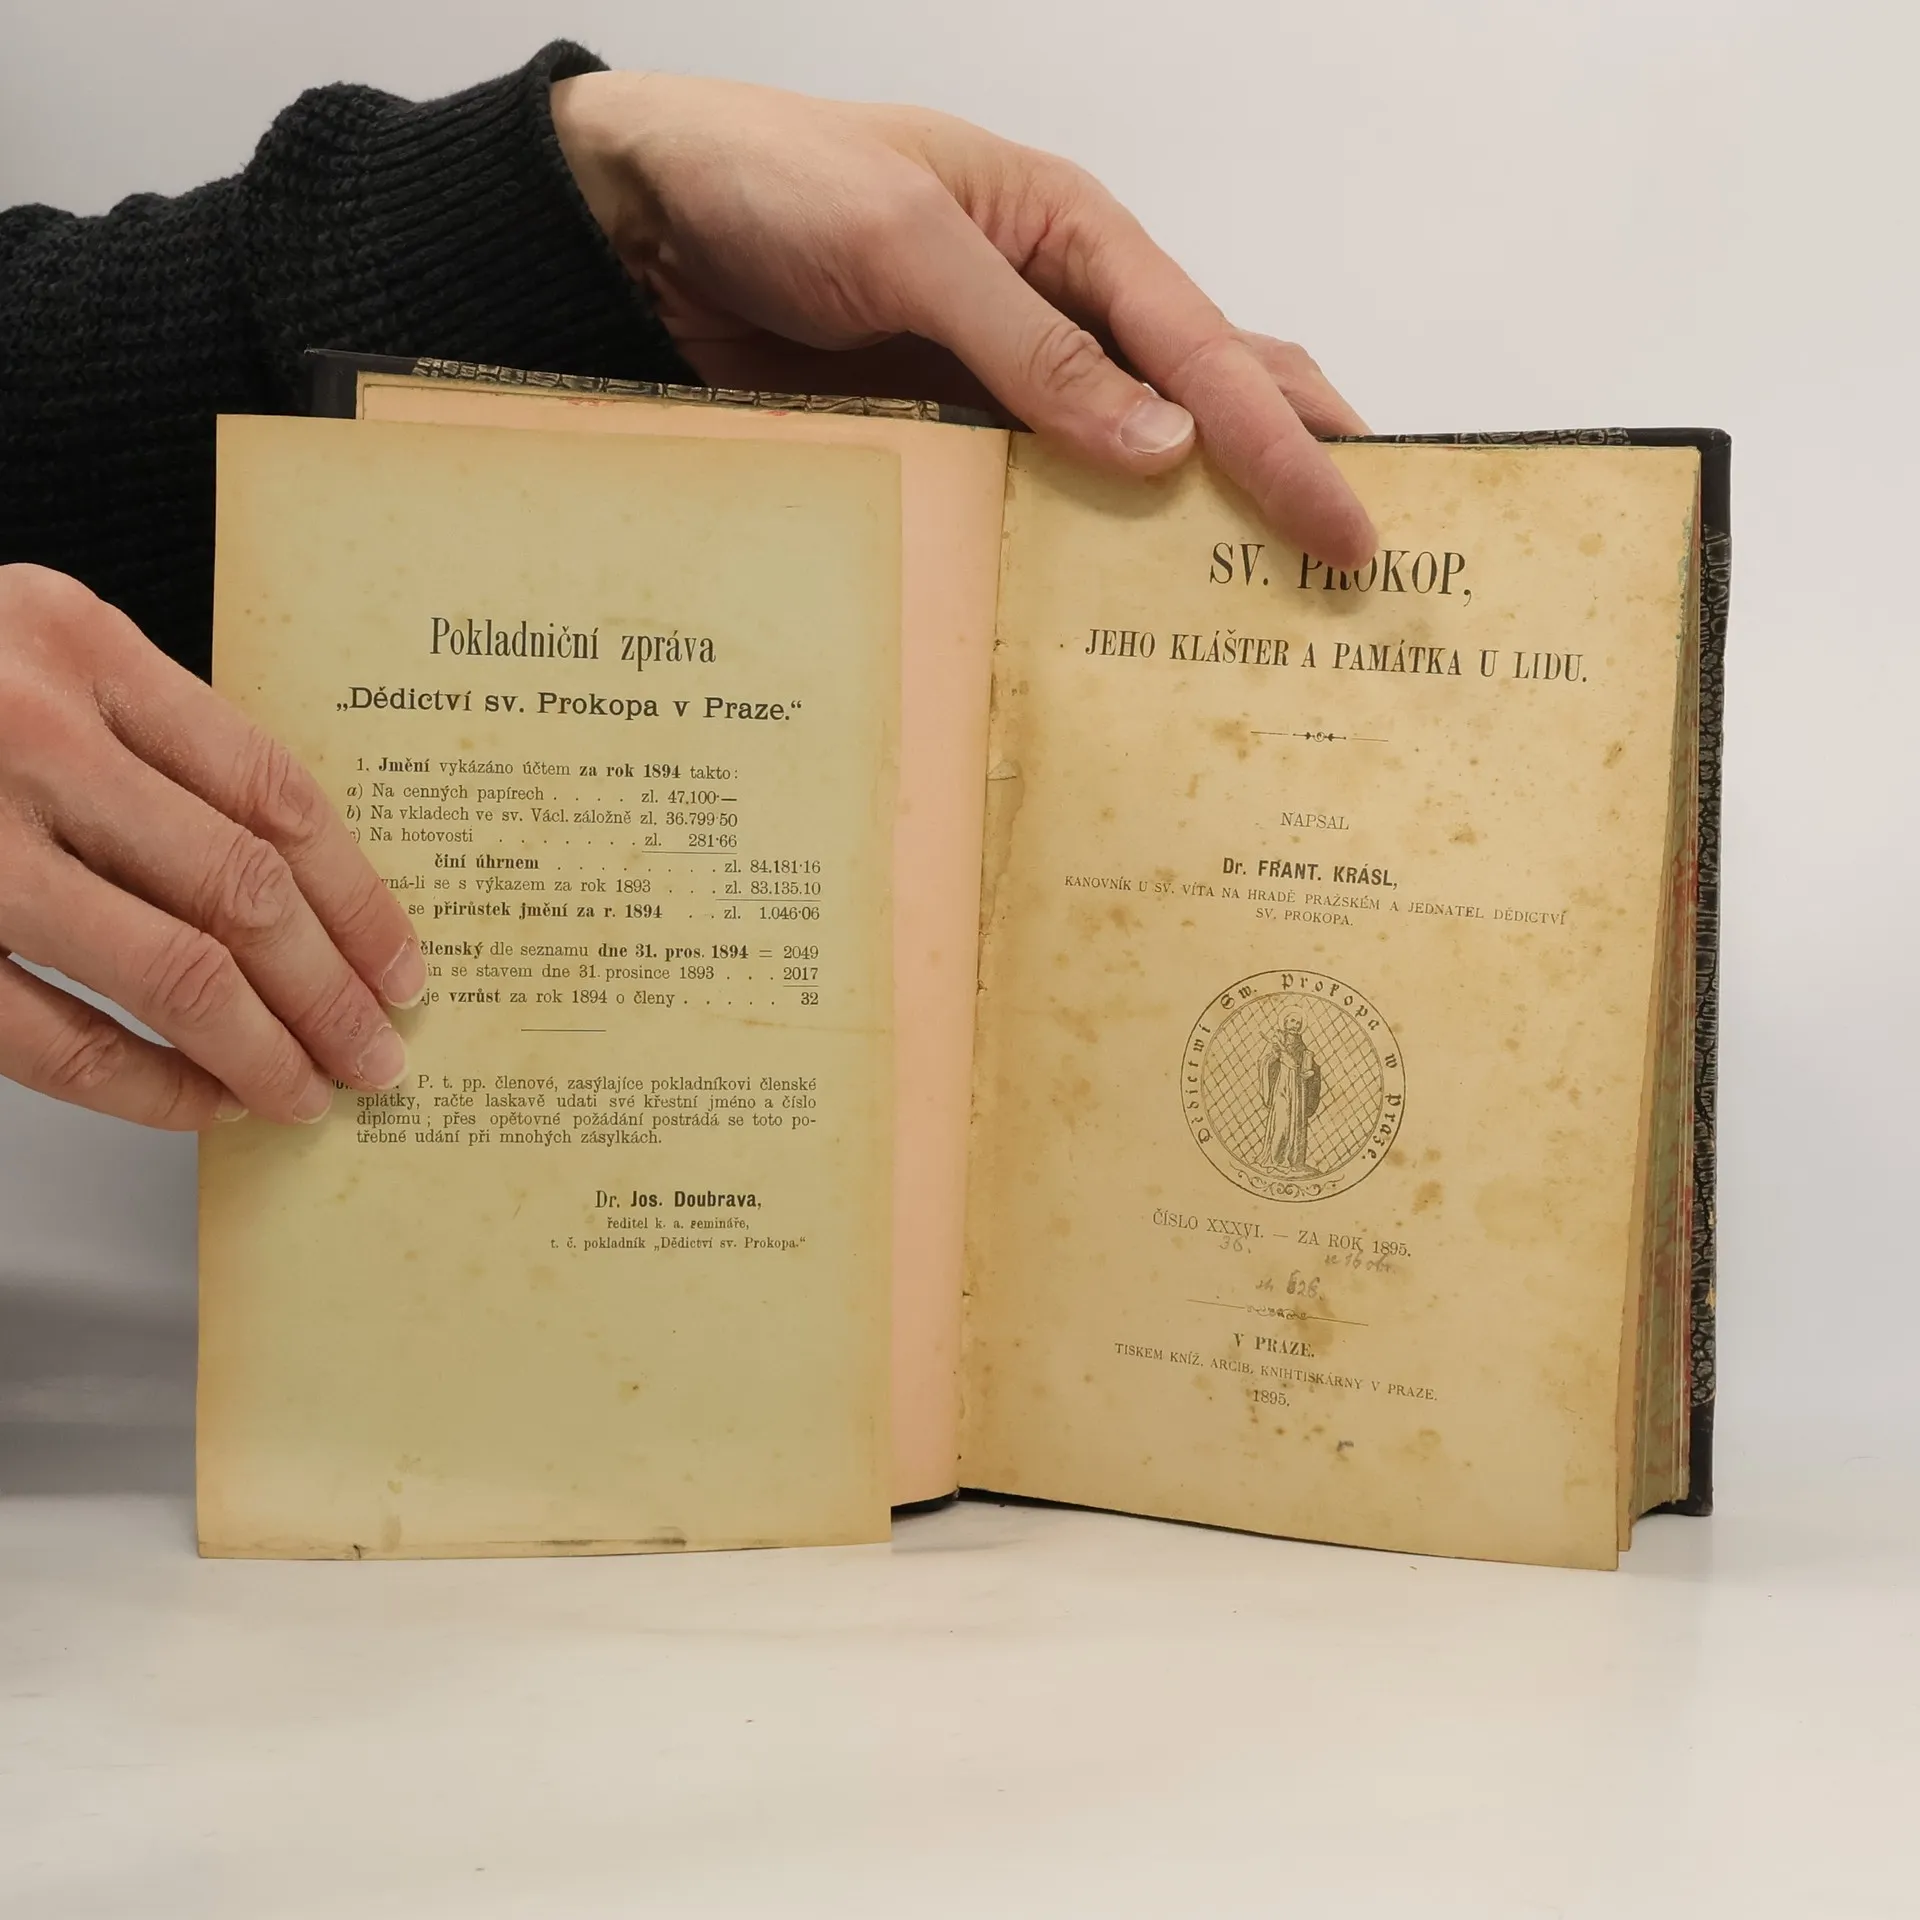 Pokladniční zpráva
„Dědictví sv. Prokopa v Praze.“
1. Jmění vykázáno účtem za rok 1894 takto:
a) Na cenných papírech . . . . zl. 47.100·—
b) Na vkladech ve sv. Václ. záložně zl. 36.799·50
c) Na hotovosti . . . . . . . zl. 281·66
činí úhrnem . . . . . . . . zl. 84.181·16
vná-li se s výkazem za rok 1893 . . . zl. 83.135.10
se přirůstek jmění za r. 1894 . . zl. 1.046·06
členský dle seznamu dne 31. pros. 1894 = 2049
se stavem dne 31. prosince 1893 . . . 2017
je vzrůst za rok 1894 o členy . . . . . 32
P. t. pp. členové, zasýlajíce pokladníkovi členské
splátky, račte laskavě udati své křestní jméno a číslo
diplomu; přes opětovné požádání postrádá se toto po-
třebné udání při mnohých zásylkách.
Dr. Jos. Doubrava,
ředitel k. a. semináře,
t. č. pokladník „Dědictví sv. Prokopa.“
SV. PROKOP,
JEHO KLÁŠTER A PAMÁTKA U LIDU.
NAPSAL
Dr. FRANT. KRÁSL,
KANOVNÍK U SV. VÍTA NA HRADĚ PRAŽSKÉM A JEDNATEL DĚDICTVÍ
SV. PROKOPA.
Dědictwi Sw. Prokopa w Praze.
ČÍSLO XXXVI. — ZA ROK 1895.
36.
V PRAZE.
TISKEM KNÍŽ. ARCIB. KNIHTISKÁRNY V PRAZE.
1895.